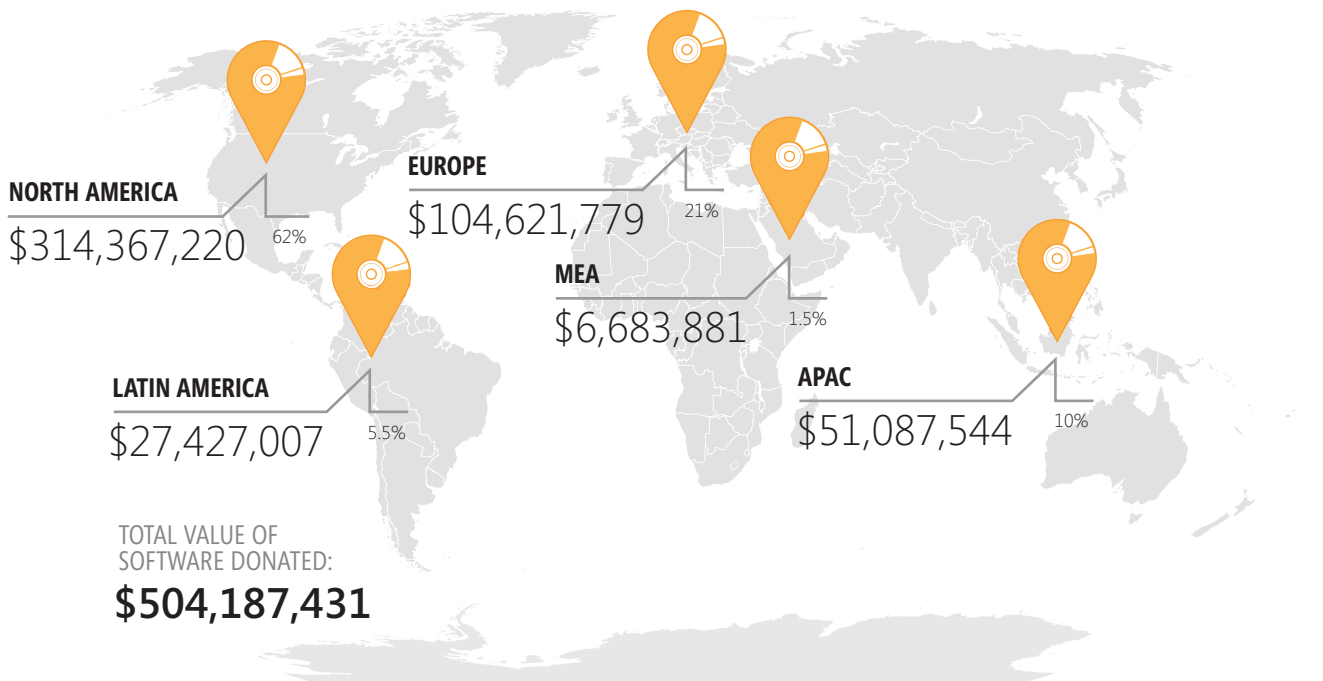 NORTH AMERICA
$314,367,220
62%
EUROPE
$104,621,779
21%
MEA
$6,683,881
1.5%
LATIN AMERICA
$27,427,007
5.5%
APAC
$51,087,544
10%
TOTAL VALUE OF
SOFTWARE DONATED:
$504,187,431